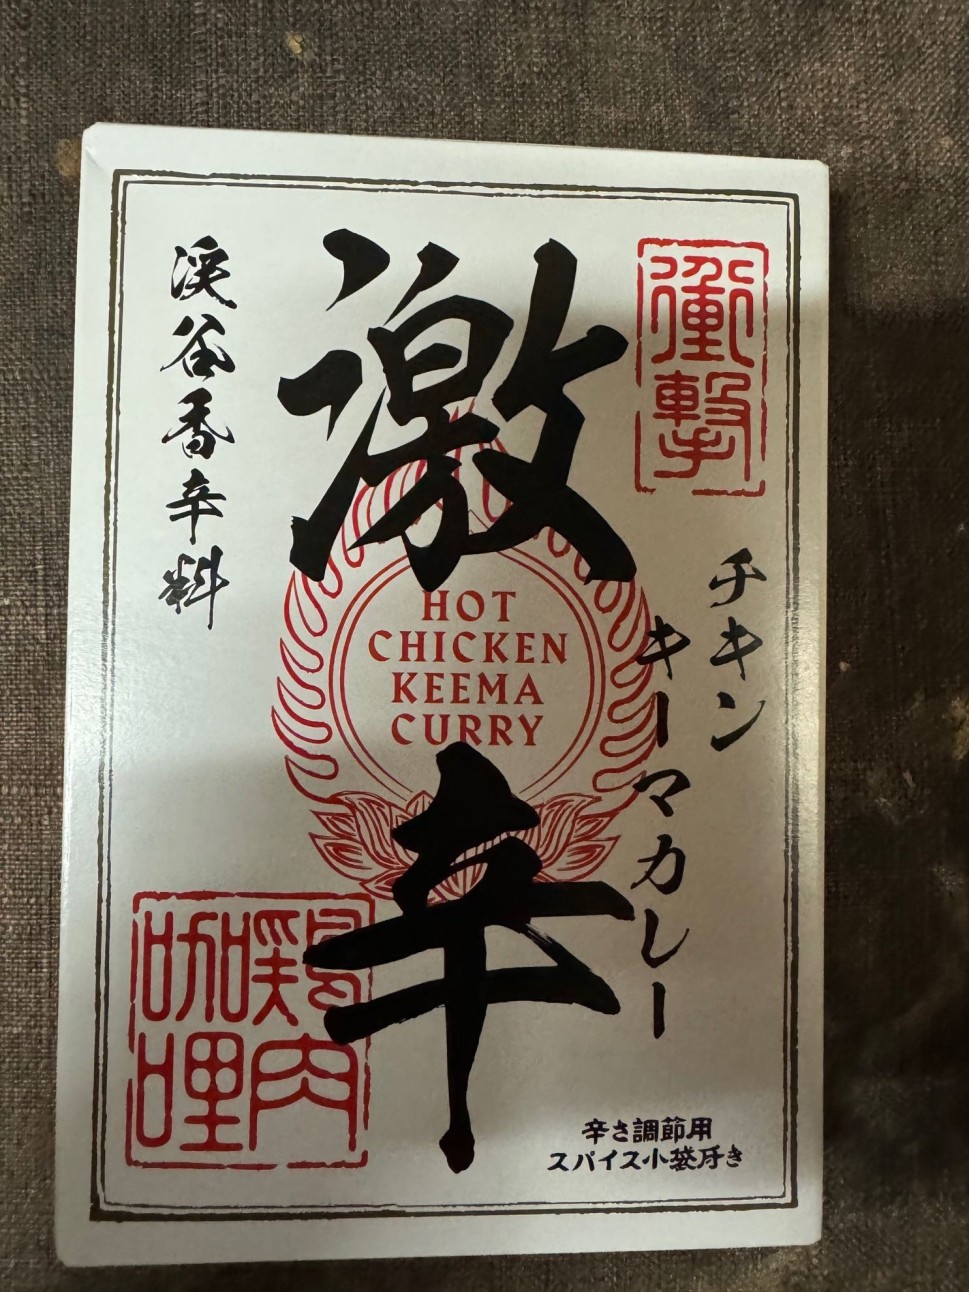 衝撃
激辛
チキン
キーマカレー
渓谷香辛料
HOT
CHICKEN
KEEMA
CURRY
鶏肉
咖哩
辛さ調節用
スパイス小袋付き